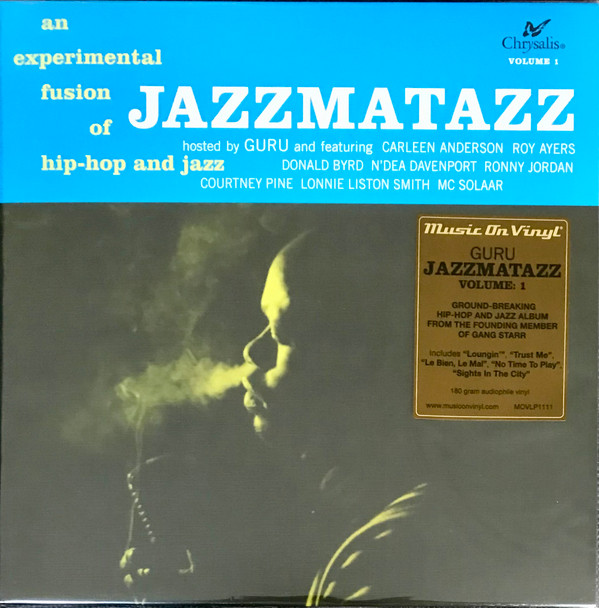 an
experimental
fusion
of
hip-hop and jazz
Chrysalis®
VOLUME 1
JAZZMATAZZ
hosted by GURU and featuring CARLEEN ANDERSON ROY AYERS
DONALD BYRD N'DEA DAVENPORT RONNY JORDAN
COURTNEY PINE LONNIE LISTON SMITH MC SOLAAR
Music On Vinyl®
GURU
JAZZMATAZZ
VOLUME: 1
GROUND-BREAKING
HIP-HOP AND JAZZ ALBUM
FROM THE FOUNDING MEMBER
OF GANG STARR
Includes "Loungin'", "Trust Me",
"Le Bien, Le Mal", "No Time To Play",
"Sights In The City"
180 gram audiophile vinyl
www.musiconvinyl.com MOVLP1111